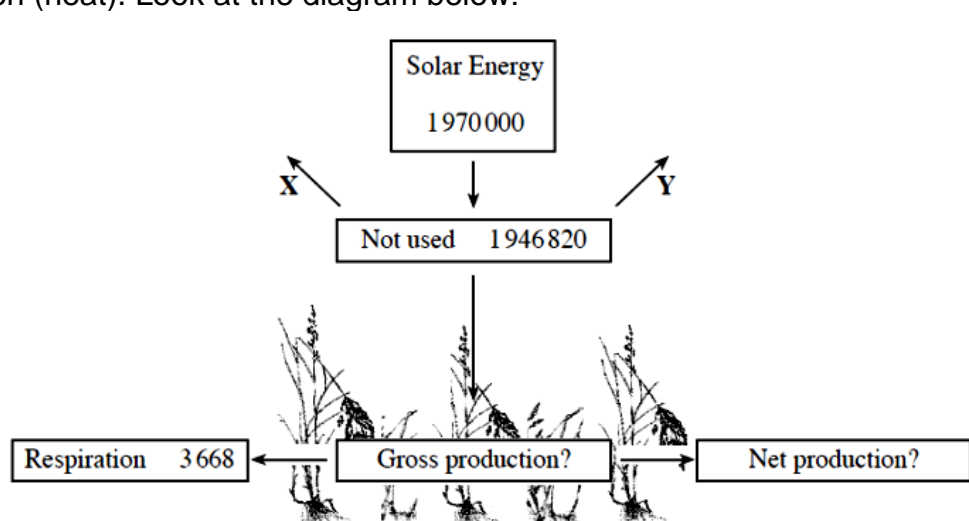 on (heat). Look at the diagram below.
Solar Energy
1970000
X
Y
Not used 1946820
Respiration 3668
Gross production?
Net production?